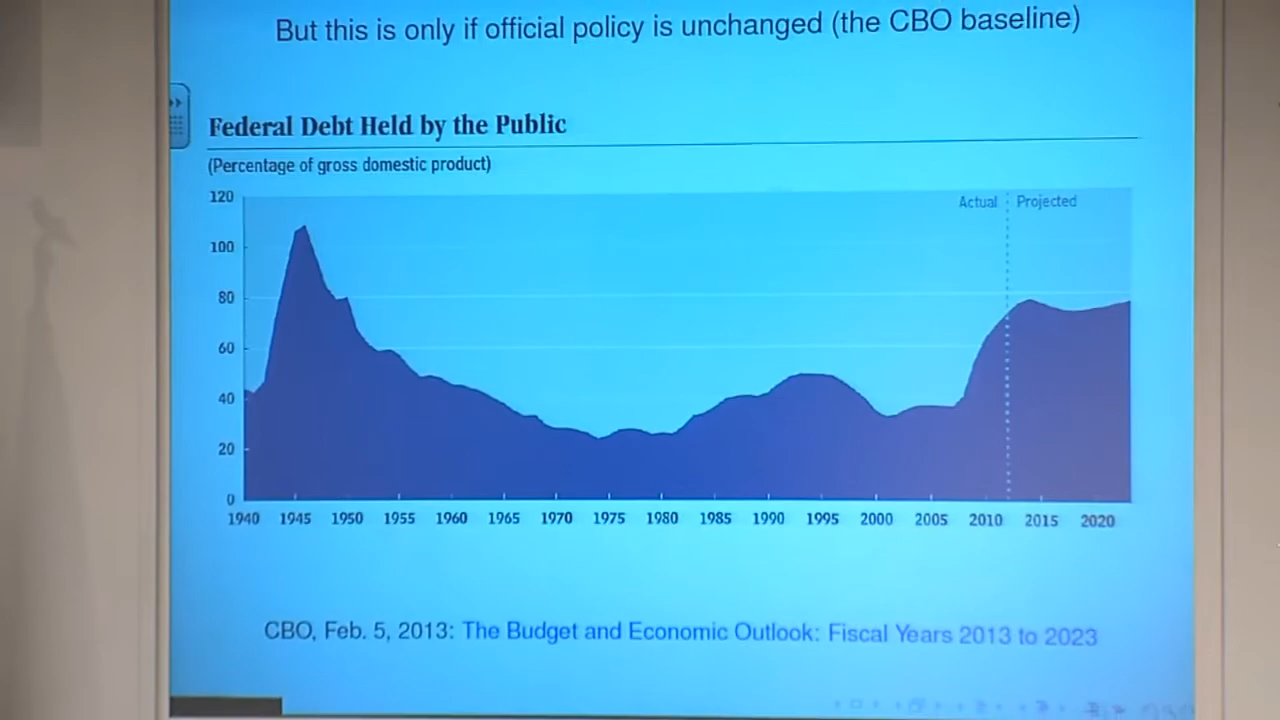 But this is only if official policy is unchanged (the CBO baseline)
Federal Debt Held by the Public
(Percentage of gross domestic product)
120
Actual
Projected
100
80
60
40
20
0
1940 1945 1950 1955 1960 1965 1970 1975 1980 1985 1990 1995 2000 2005 2010 2015 2020
CBO, Feb. 5, 2013: The Budget and Economic Outlook: Fiscal Years 2013 to 2023